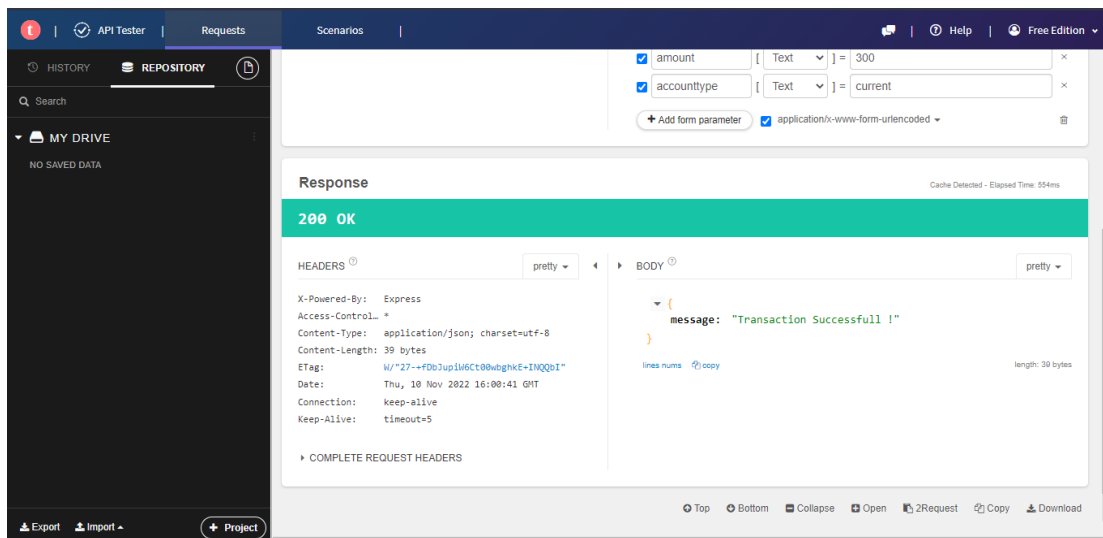 t | API Tester | Requests Scenarios | | Help | Free Edition
HISTORY REPOSITORY
Search
MY DRIVE
NO SAVED DATA
amount [ Text ] = 300 ×
accounttype [ Text ] = current ×
+ Add form parameter application/x-www-form-urlencoded
Response Cache Detected - Elapsed Time: 554ms
200 OK
HEADERS ? pretty
X-Powered-By: Express
Access-Control… *
Content-Type: application/json; charset=utf-8
Content-Length: 39 bytes
ETag: W/"27-+fDbJupiW6Ct00wbghkE+INQQbI"
Date: Thu, 10 Nov 2022 16:00:41 GMT
Connection: keep-alive
Keep-Alive: timeout=5
COMPLETE REQUEST HEADERS
BODY ? pretty
{
message: "Transaction Successfull !"
}
lines nums copy length: 39 bytes
Top Bottom Collapse Open 2Request Copy Download
Export Import + Project